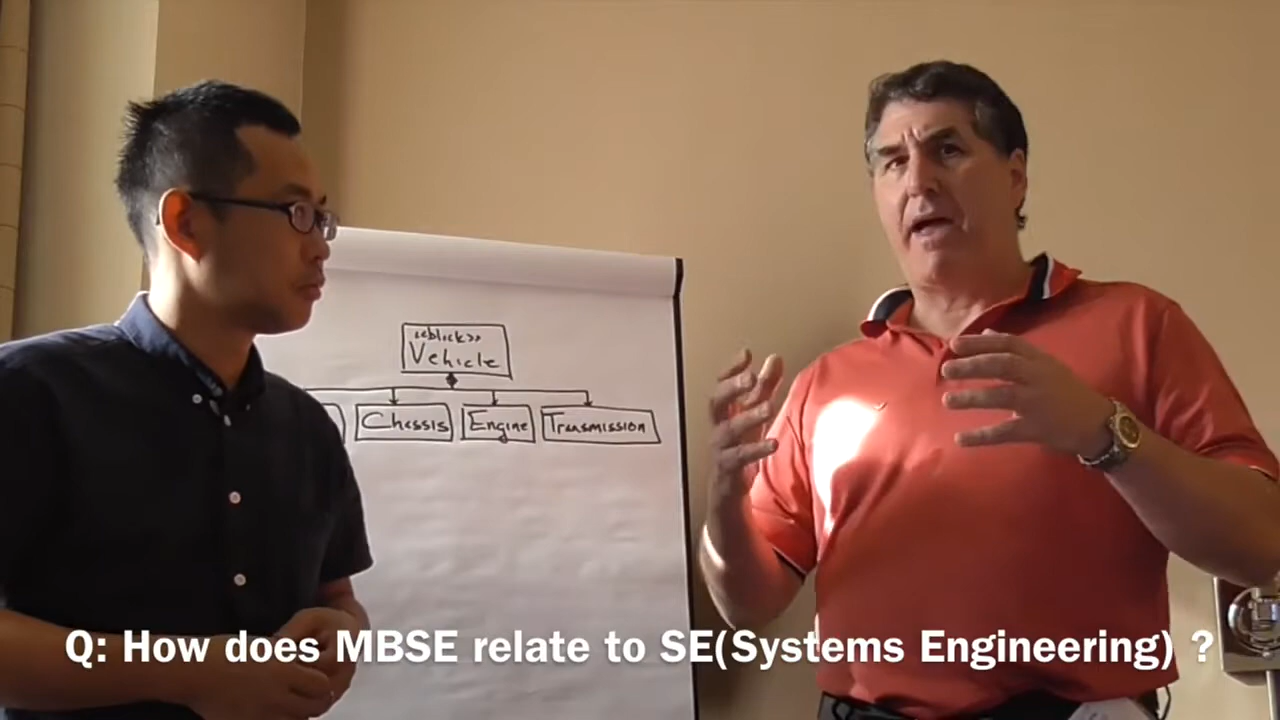 <<block>>
Vehicle
Chassis Engine Transmission
Q: How does MBSE relate to SE(Systems Engineering) ?